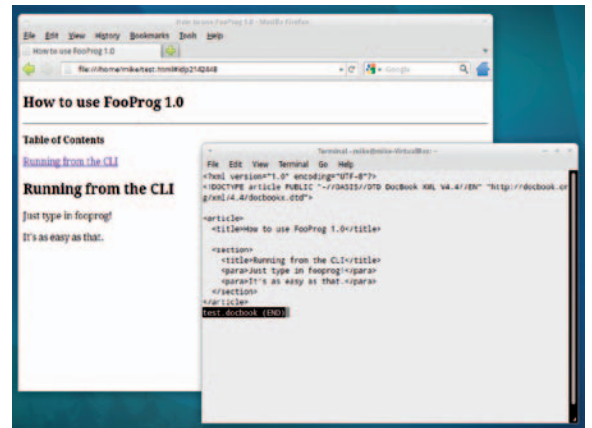 How to use FooProg 1.0 - Mozilla Firefox
File Edit View History Bookmarks Tools Help
How to use FooProg 1.0
file:///home/mike/test.html#idp2142448
Google
How to use FooProg 1.0
Table of Contents
Running from the CLI
Running from the CLI
Just type in fooprog!
It's as easy as that.
Terminal - mike@mike-VirtualBox: ~
File Edit View Terminal Go Help
<?xml version="1.0" encoding="UTF-8"?>
<!DOCTYPE article PUBLIC "-//OASIS//DTD DocBook XML V4.4//EN" "http://docbook.or
g/xml/4.4/docbookx.dtd">
<article>
<title>How to use FooProg 1.0</title>
<section>
<title>Running from the CLI</title>
<para>Just type in fooprog!</para>
<para>It's as easy as that.</para>
</section>
</article>
test.docbook (END)